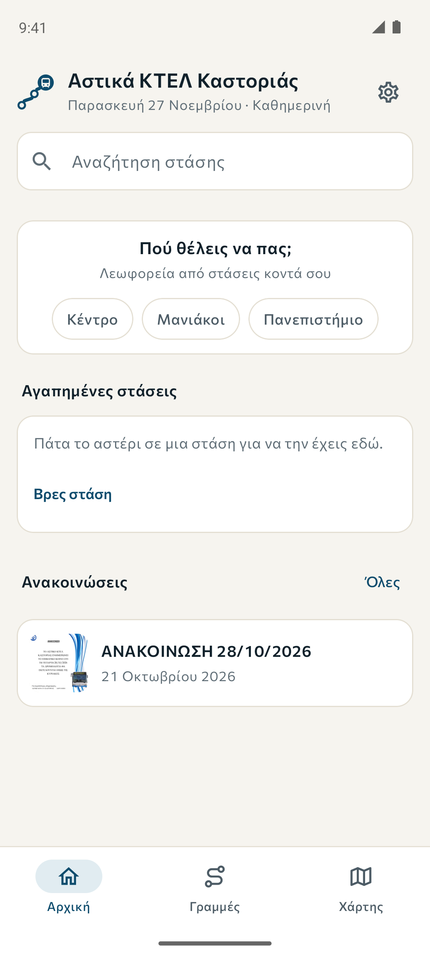 9:41
Αστικά ΚΤΕΛ Καστοριάς
Παρασκευή 27 Νοεμβρίου · Καθημερινή
Αναζήτηση στάσης
Πού θέλεις να πας;
Λεωφορεία από στάσεις κοντά σου
Κέντρο
Μανιάκοι
Πανεπιστήμιο
Αγαπημένες στάσεις
Πάτα το αστέρι σε μια στάση για να την έχεις εδώ.
Βρες στάση
Ανακοινώσεις
Όλες
ΑΝΑΚΟΙΝΩΣΗ 28/10/2026
21 Οκτωβρίου 2026
Αρχική
Γραμμές
Χάρτης